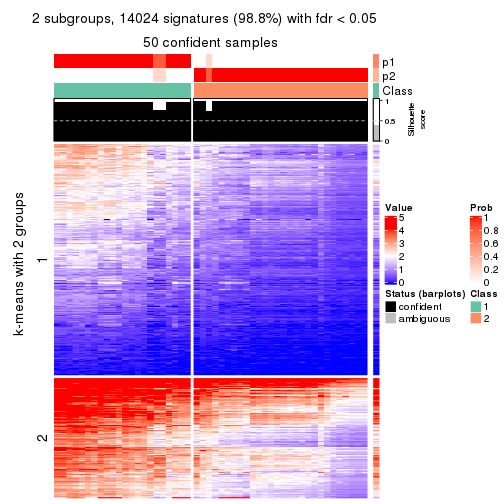 2 subgroups, 14024 signatures (98.8%) with fdr < 0.05
50 confident samples
p1
p2
Class
1
0.5
0
Silhouette
score
k-means with 2 groups
1
2
Value
5
4
3
2
1
0
Prob
1
0.8
0.6
0.4
0.2
0
Status (barplots)
confident
ambiguous
Class
1
2